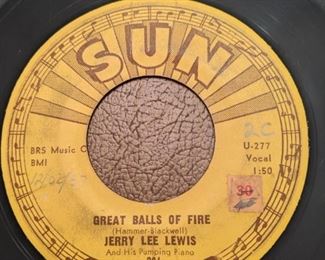 SUN
2C
U-277
BRS Music C
Vocal
BMI
1:50
30
GREAT BALLS OF FIRE
(Hammer-Blackwell)
JERRY LEE LEWIS
And His Pumping Piano